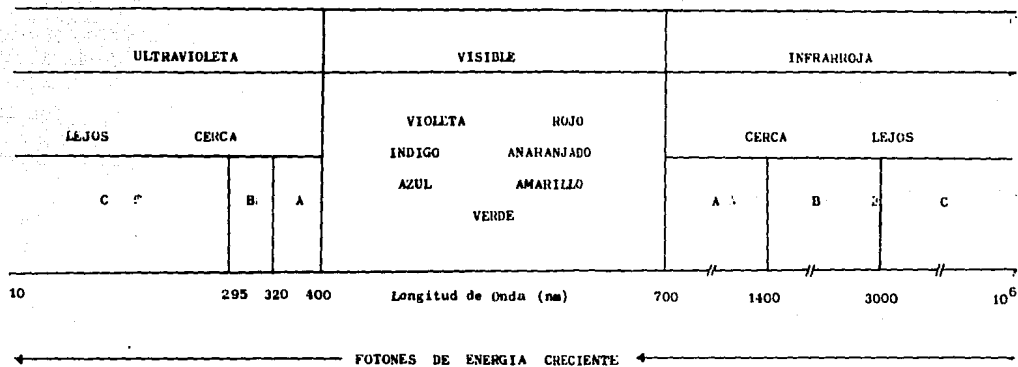 ULTRAVIOLETA VISIBLE INFRARROJA
VIOLETA ROJO
LEJOS CERCA CERCA LEJOS
INDIGO ANARANJADO
AZUL AMARILLO
C B A A B C
VERDE
10 295 320 400 Longitud de Onda (nm) 700 1400 3000 10⁶
FOTONES DE ENERGIA CRECIENTE